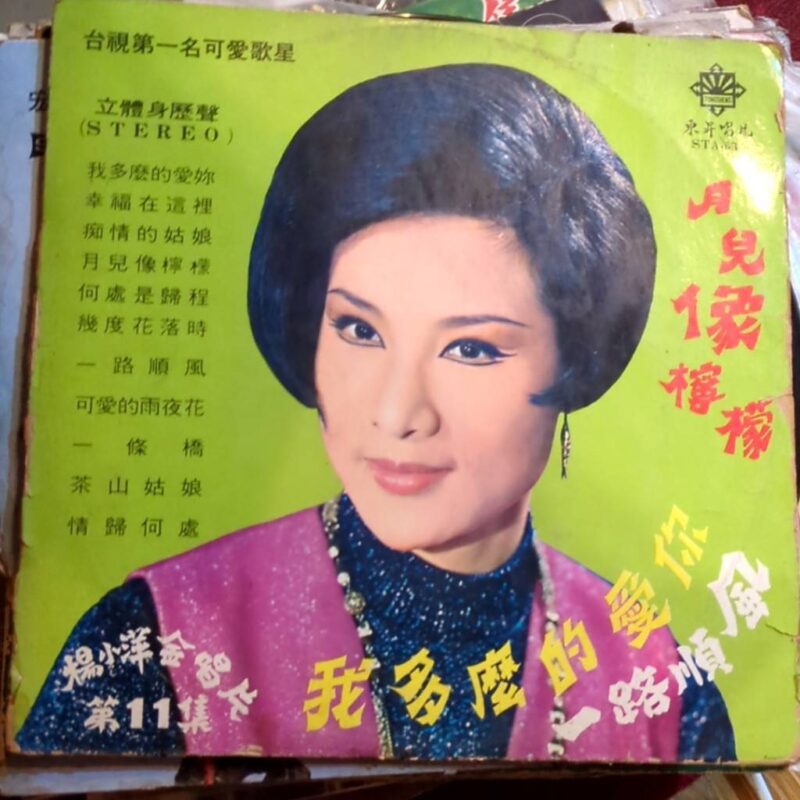 台視第一名可愛歌星
立體身歷聲
(STEREO)
我多麼的愛妳
幸福在這裡
痴情的姑娘
月兒像檸檬
何處是歸程
幾度花落時
一路順風
可愛的雨夜花
一條橋
茶山姑娘
情歸何處
東昇唱片
月兒像檸檬
我多麼的愛你
一路順風
楊小洋金唱片
第11集